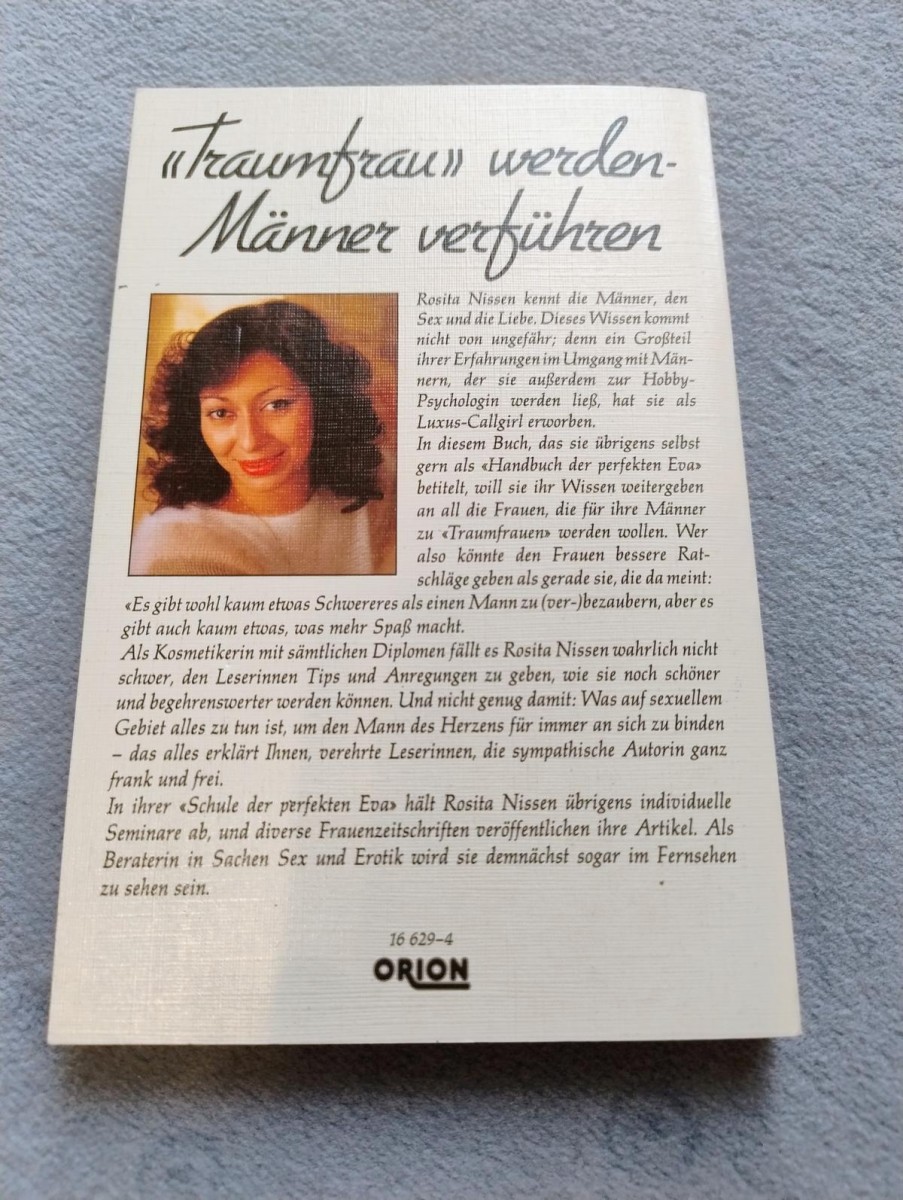 «Traumfrau» werden-
Männer verführen
Rosita Nissen kennt die Männer, den
Sex und die Liebe. Dieses Wissen kommt
nicht von ungefähr; denn ein Großteil
ihrer Erfahrungen im Umgang mit Män-
nern, der sie außerdem zur Hobby-
Psychologin werden ließ, hat sie als
Luxus-Callgirl erworben.
In diesem Buch, das sie übrigens selbst
gern als «Handbuch der perfekten Eva»
betitelt, will sie ihr Wissen weitergeben
an all die Frauen, die für ihre Männer
zu «Traumfrauen» werden wollen. Wer
also könnte den Frauen bessere Rat-
schläge geben als gerade sie, die da meint:
«Es gibt wohl kaum etwas Schwereres als einen Mann zu (ver-)bezaubern, aber es
gibt auch kaum etwas, was mehr Spaß macht.
Als Kosmetikerin mit sämtlichen Diplomen fällt es Rosita Nissen wahrlich nicht
schwer, den Leserinnen Tips und Anregungen zu geben, wie sie noch schöner
und begehrenswerter werden können. Und nicht genug damit: Was auf sexuellem
Gebiet alles zu tun ist, um den Mann des Herzens für immer an sich zu binden
– das alles erklärt Ihnen, verehrte Leserinnen, die sympathische Autorin ganz
frank und frei.
In ihrer «Schule der perfekten Eva» hält Rosita Nissen übrigens individuelle
Seminare ab, und diverse Frauenzeitschriften veröffentlichen ihre Artikel. Als
Beraterin in Sachen Sex und Erotik wird sie demnächst sogar im Fernsehen
zu sehen sein.
16 629–4
ORION